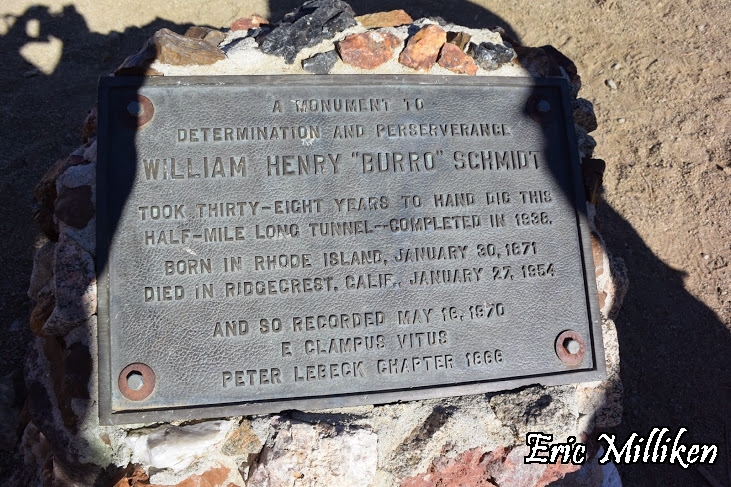 A MONUMENT TO
DETERMINATION AND PERSERVERANCE
WILLIAM HENRY "BURRO" SCHMIDT
TOOK THIRTY-EIGHT YEARS TO HAND DIG THIS
HALF-MILE LONG TUNNEL--COMPLETED IN 1938.
BORN IN RHODE ISLAND, JANUARY 30, 1871
DIED IN RIDGECREST, CALIF., JANUARY 27, 1954
AND SO RECORDED MAY 16, 1970
E CLAMPUS VITUS
PETER LEBECK CHAPTER 1866
Eric Milliken